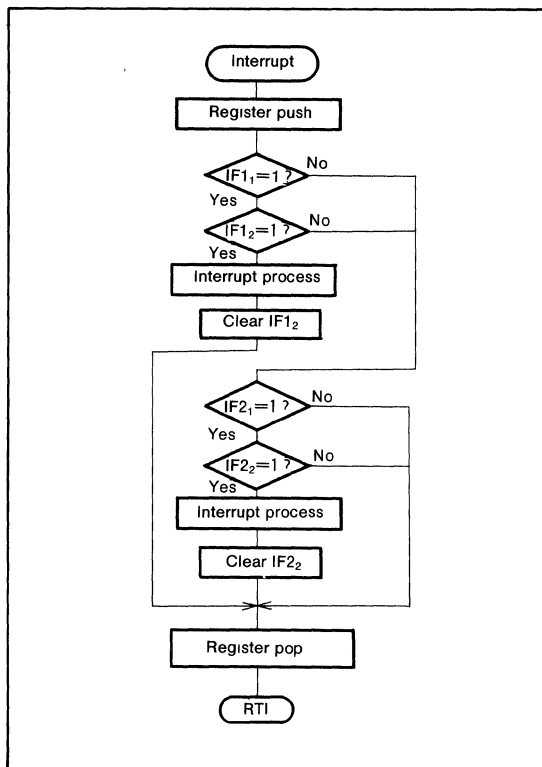 Interrupt
Register push
IF1₁=1 ?
No
Yes
IF1₂=1 ?
No
Yes
Interrupt process
Clear IF1₂
IF2₁=1 ?
No
Yes
IF2₂=1 ?
No
Yes
Interrupt process
Clear IF2₂
Register pop
RTI